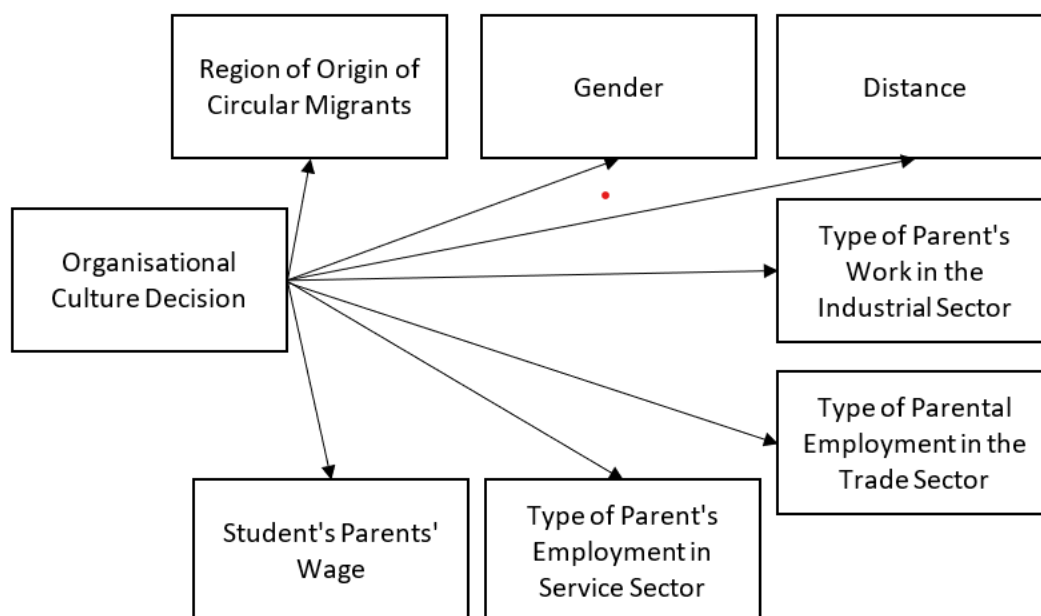 Region of Origin of
Circular Migrants
Gender
Distance
Organisational
Culture Decision
Type of Parent's
Work in the
Industrial Sector
Type of Parental
Employment in the
Trade Sector
Student's Parents'
Wage
Type of Parent's
Employment in
Service Sector